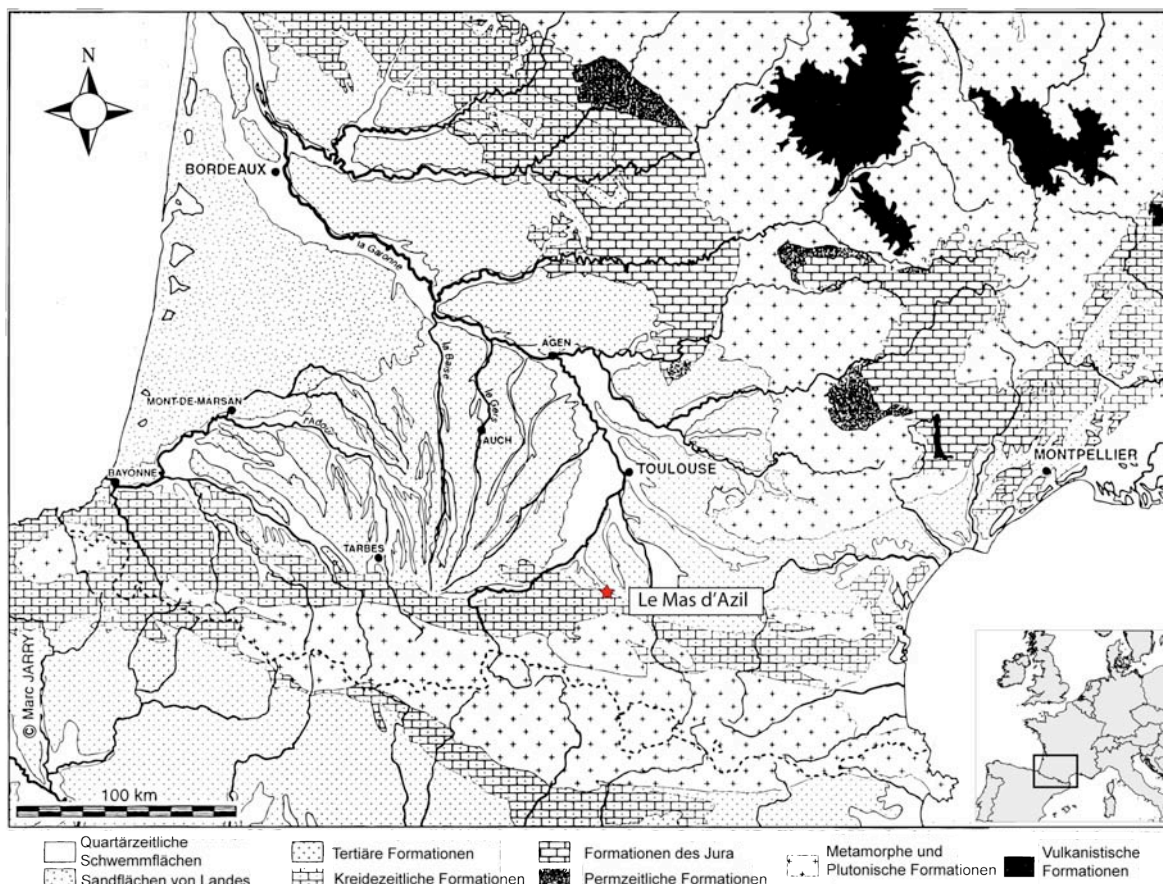 N
BORDEAUX
la Garonne
la Baïse
le Gers
AGEN
MONT-DE-MARSAN
l'Adour
AUCH
BAYONNE
TOULOUSE
MONTPELLIER
TARBES
Le Mas d'Azil
© Marc JARRY
100 km
Quartärzeitliche
Schwemmflächen
Sandflächen von Landes
Tertiäre Formationen
Kreidezeitliche Formationen
Formationen des Jura
Permzeitliche Formationen
Metamorphe und
Plutonische Formationen
Vulkanistische
Formationen